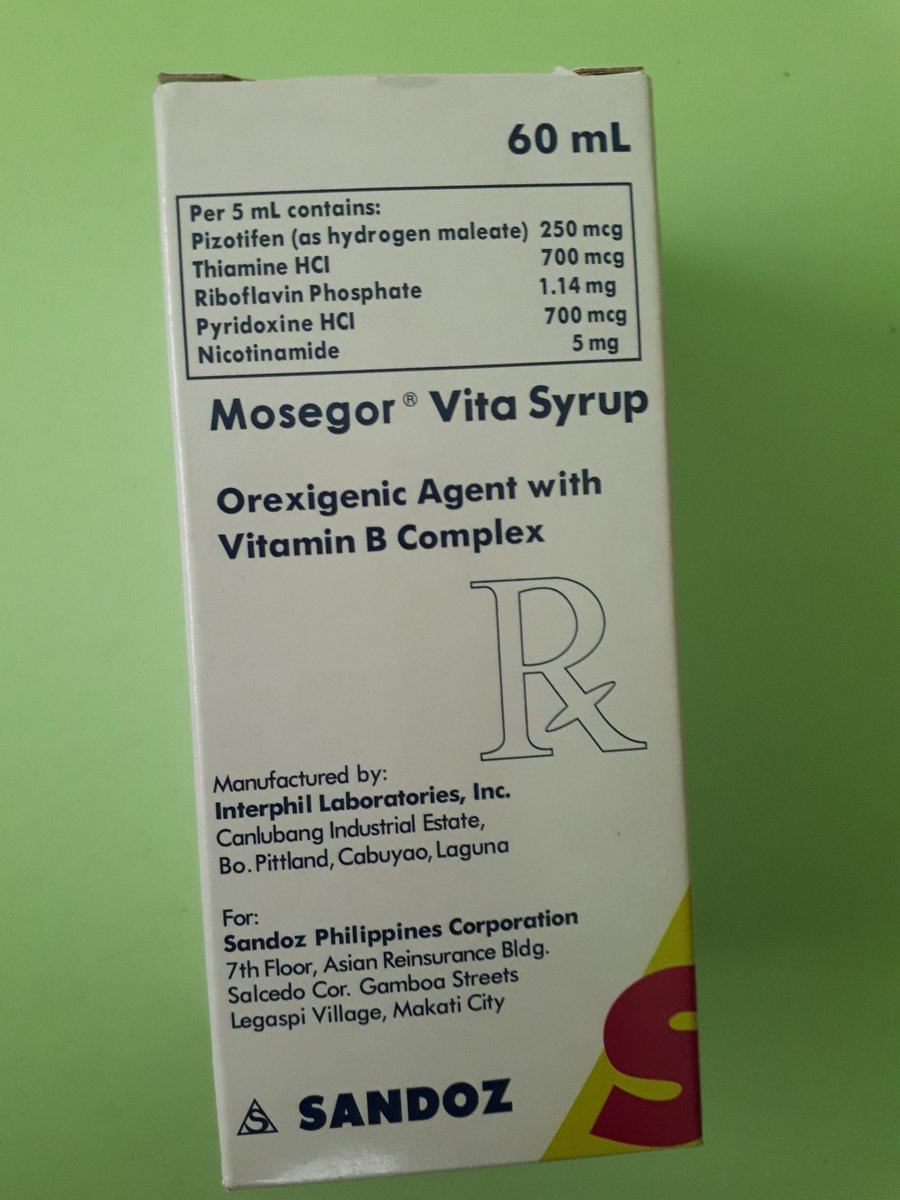 60 mL
Per 5 mL contains:
Pizotifen (as hydrogen maleate) 250 mcg
Thiamine HCl 700 mcg
Riboflavin Phosphate 1.14 mg
Pyridoxine HCl 700 mcg
Nicotinamide 5 mg
Mosegor® Vita Syrup
Orexigenic Agent with
Vitamin B Complex
Rx
Manufactured by:
Interphil Laboratories, Inc.
Canlubang Industrial Estate,
Bo. Pittland, Cabuyao, Laguna
For:
Sandoz Philippines Corporation
7th Floor, Asian Reinsurance Bldg.
Salcedo Cor. Gamboa Streets
Legaspi Village, Makati City
S SANDOZ
S